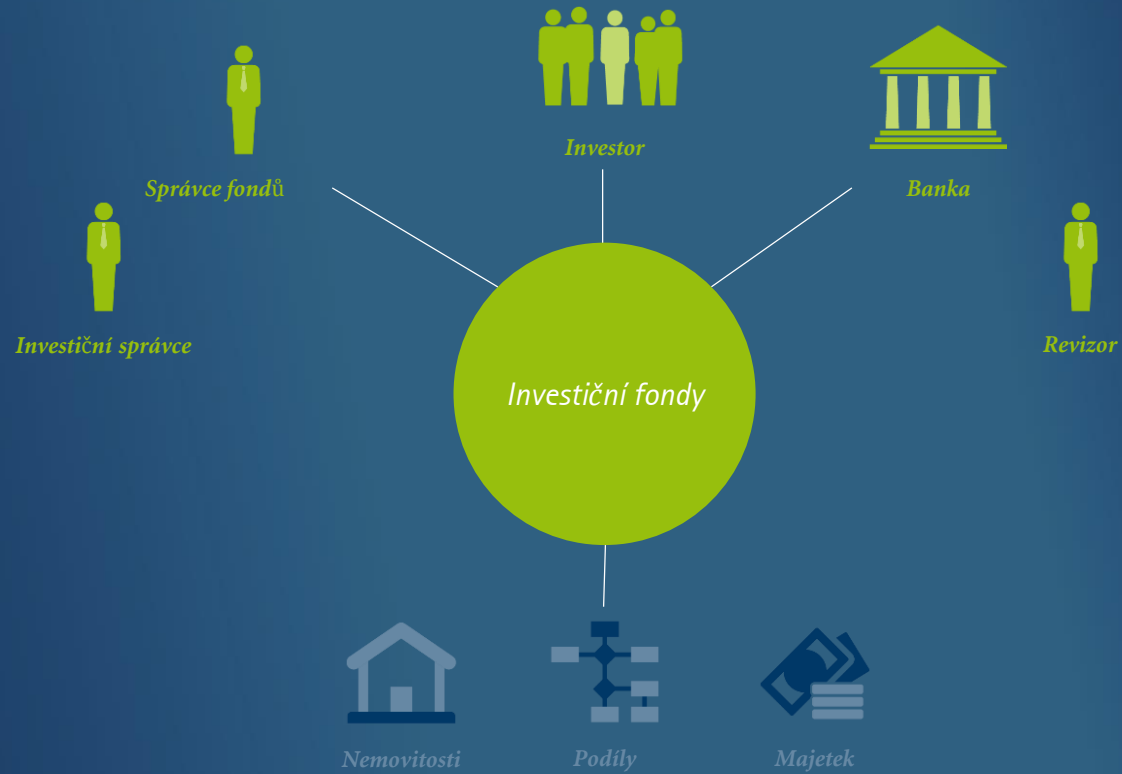 Investor
Správce fondů
Banka
Investiční správce
Revizor
Investiční fondy
Nemovitosti
Podíly
Majetek